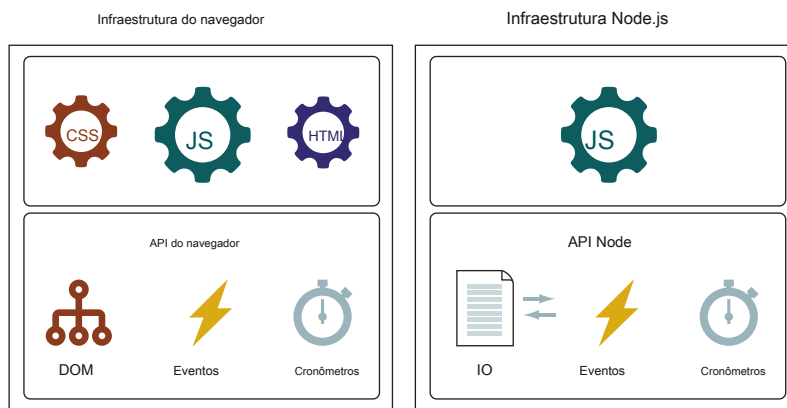 Infraestrutura do navegador
Infraestrutura Node.js
CSS
JS
HTML
JS
API do navegador
DOM
Eventos
Cronômetros
API Node
IO
Eventos
Cronômetros